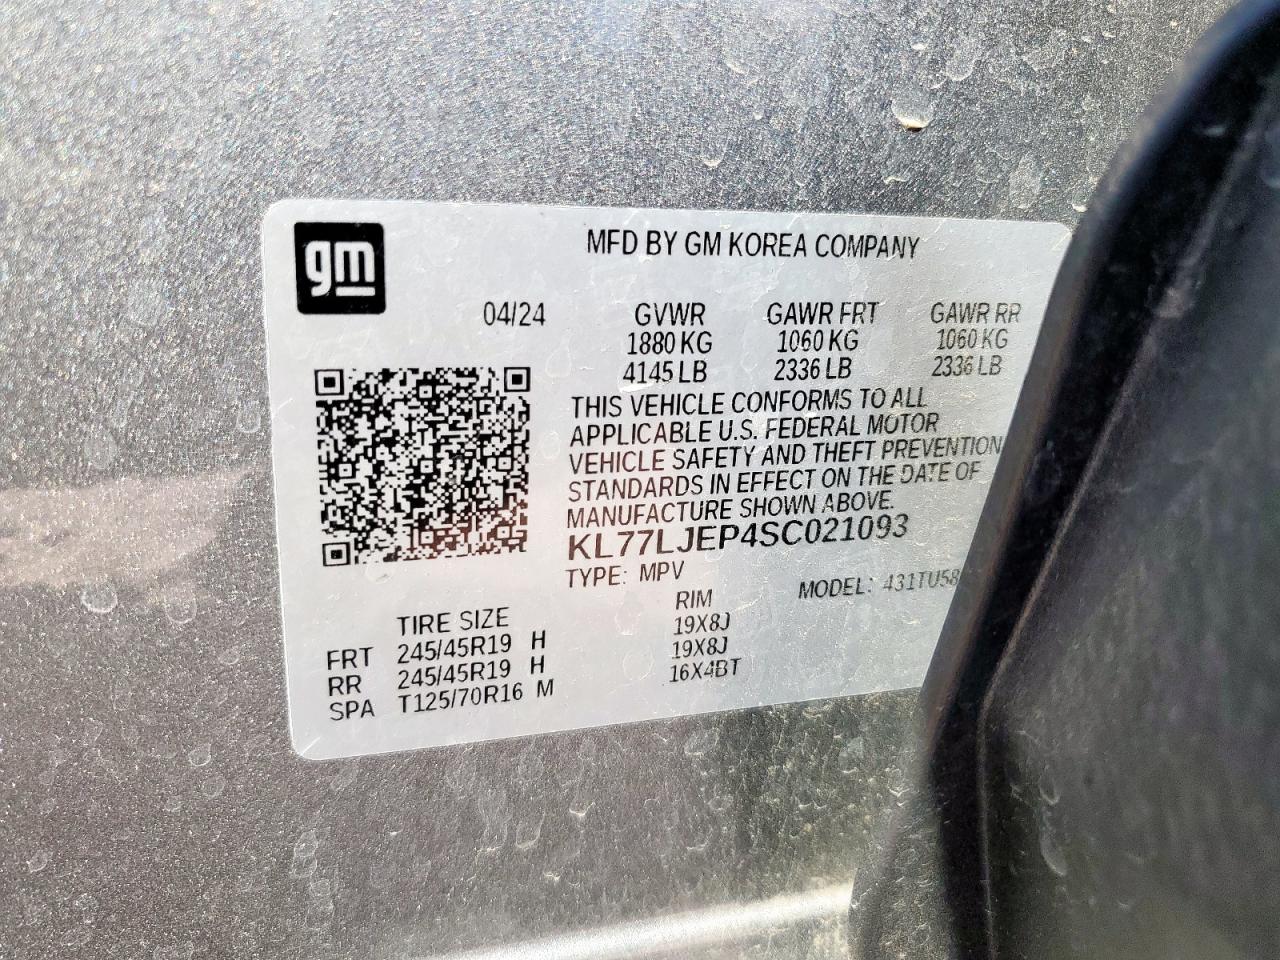 gm
MFD BY GM KOREA COMPANY
04/24 GVWR GAWR FRT GAWR RR
1880 KG 1060 KG 1060 KG
4145 LB 2336 LB 2336 LB
THIS VEHICLE CONFORMS TO ALL
APPLICABLE U.S. FEDERAL MOTOR
VEHICLE SAFETY AND THEFT PREVENTION
STANDARDS IN EFFECT ON THE DATE OF
MANUFACTURE SHOWN ABOVE.
KL77LJEP4SC021093
TYPE: MPV MODEL: 431TU58
TIRE SIZE RIM
FRT 245/45R19 H 19X8J
RR 245/45R19 H 19X8J
SPA T125/70R16 M 16X4BT